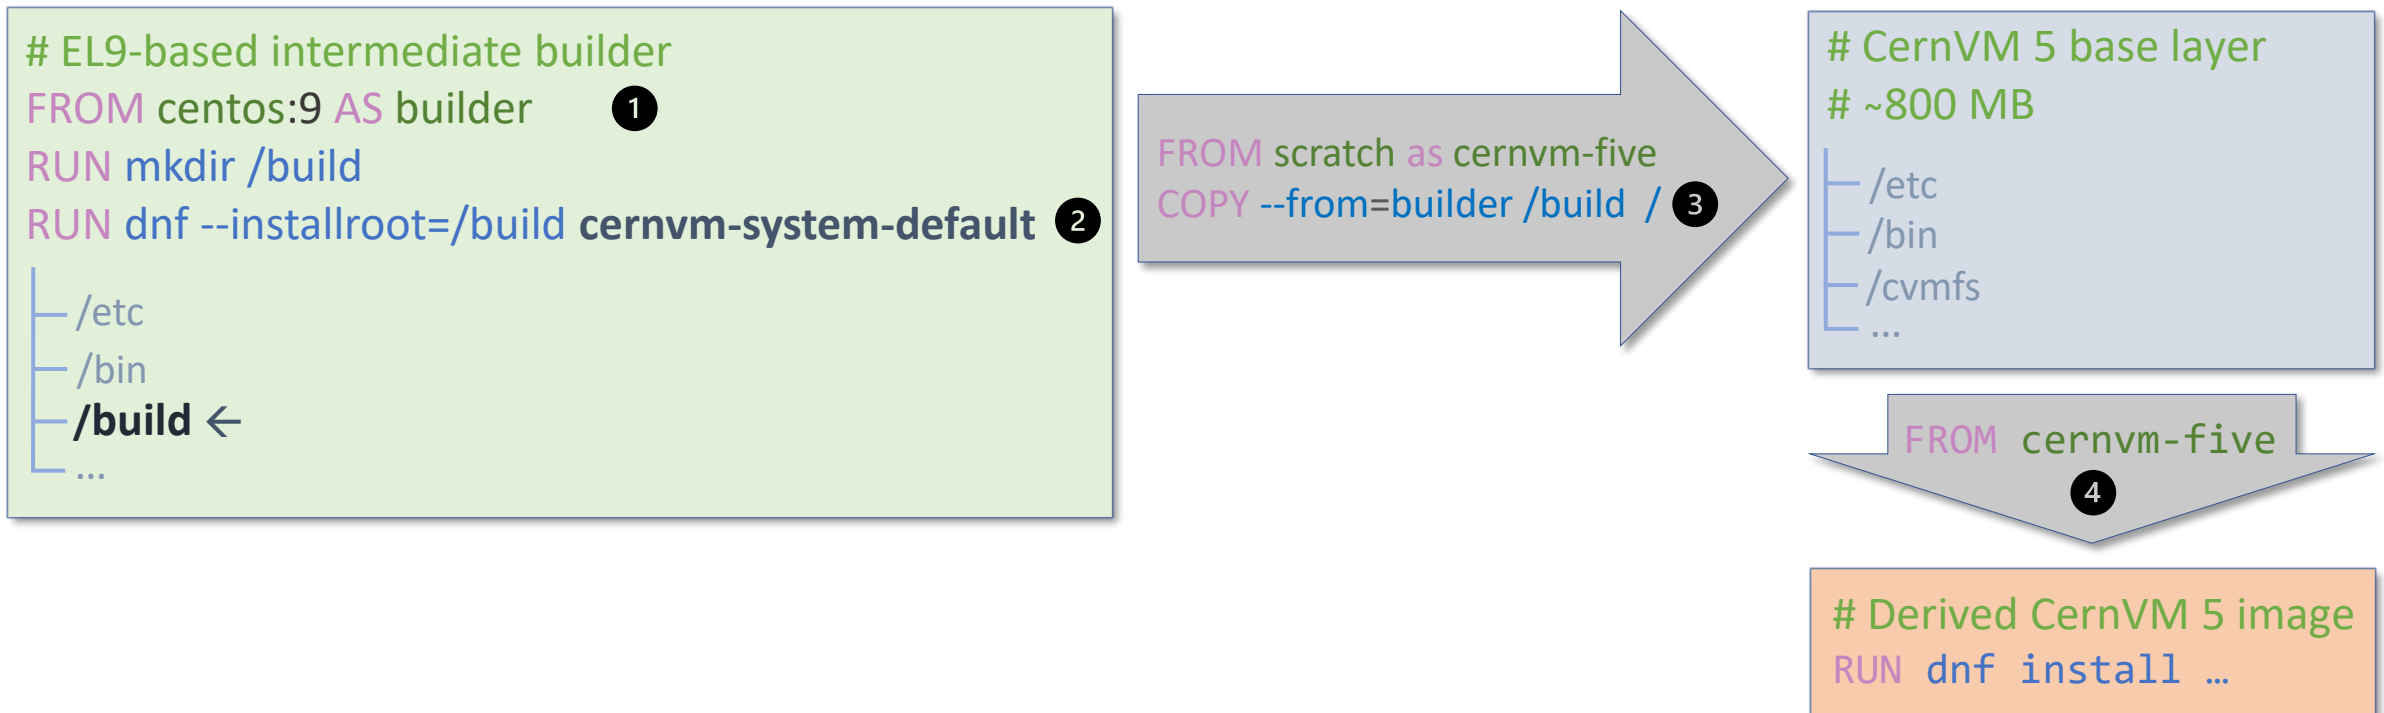 # EL9-based intermediate builder
FROM centos:9 AS builder 1
RUN mkdir /build
RUN dnf --installroot=/build cernvm-system-default 2
/etc
/bin
/build ←
...
FROM scratch as cernvm-five
COPY --from=builder /build / 3
# CernVM 5 base layer
# ~800 MB
/etc
/bin
/cvmfs
...
FROM cernvm-five
4
# Derived CernVM 5 image
RUN dnf install …